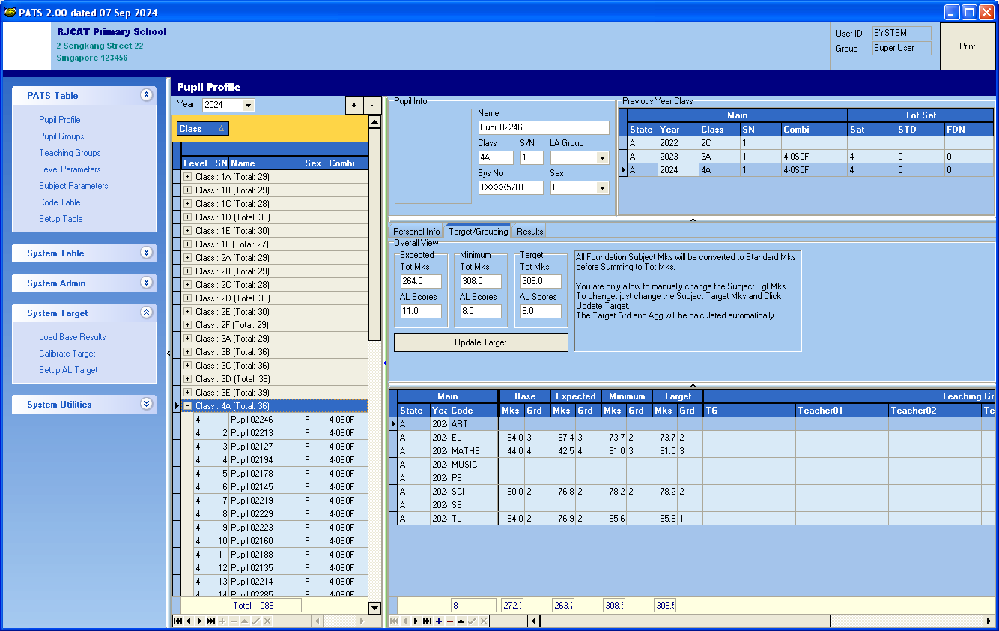 PATS 2.00 dated 07 Sep 2024
RJCAT Primary School
2 Sengkang Street 22
Singapore 123456
User ID SYSTEM
Group Super User
Print
PATS Table
Pupil Profile
Pupil Groups
Teaching Groups
Level Parameters
Subject Parameters
Code Table
Setup Table
System Table
System Admin
System Target
Load Base Results
Calibrate Target
Setup AL Target
System Utilities
Pupil Profile
Year 2024 + -
Class
Level SN Name Sex Combi
Class : 1A (Total: 29)
Class : 1B (Total: 29)
Class : 1C (Total: 28)
Class : 1D (Total: 30)
Class : 1E (Total: 30)
Class : 1F (Total: 27)
Class : 2A (Total: 29)
Class : 2B (Total: 29)
Class : 2C (Total: 28)
Class : 2D (Total: 30)
Class : 2E (Total: 30)
Class : 2F (Total: 29)
Class : 3A (Total: 29)
Class : 3B (Total: 36)
Class : 3C (Total: 36)
Class : 3D (Total: 36)
Class : 3E (Total: 39)
Class : 4A (Total: 36)
4 1 Pupil 02246 F 4-0S0F
4 2 Pupil 02213 F 4-0S0F
4 3 Pupil 02127 F 4-0S0F
4 4 Pupil 02194 F 4-0S0F
4 5 Pupil 02178 F 4-0S0F
4 6 Pupil 02145 F 4-0S0F
4 7 Pupil 02219 F 4-0S0F
4 8 Pupil 02229 F 4-0S0F
4 9 Pupil 02223 F 4-0S0F
4 10 Pupil 02160 F 4-0S0F
4 11 Pupil 02188 F 4-0S0F
4 12 Pupil 02135 F 4-0S0F
4 13 Pupil 02214 F 4-0S0F
4 14 Pupil 02285 F 4-0S0F
Total: 1089
Pupil Info
Name
Pupil 02246
Class S/N LA Group
4A 1
Sys No Sex
TXXXX570J F
Previous Year Class
Main Tot Sat
State Year Class SN Combi Sat STD FDN
A 2022 2C 1
A 2023 3A 1 4-0S0F 4 0 0
A 2024 4A 1 4-0S0F 4 0 0
Personal Info Target/Grouping Results
Overall View
Expected Minimum Target
Tot Mks Tot Mks Tot Mks
264.0 308.5 309.0
AL Scores AL Scores AL Scores
11.0 8.0 8.0
Update Target
All Foundation Subject Mks will be converted to Standard Mks
before Summing to Tot Mks.
You are only allow to manually change the Subject Tgt Mks.
To change, just change the Subject Target Mks and Click
Update Target.
The Target Grd and Agg will be calculated automatically.
Main Base Expected Minimum Target Teaching Gr
State Yea Code Mks Grd Mks Grd Mks Grd Mks Grd TG Teacher01 Teacher02 Te
A 202 ART
A 202 EL 64.0 3 67.4 3 73.7 2 73.7 2
A 202 MATHS 44.0 4 42.5 4 61.0 3 61.0 3
A 202 MUSIC
A 202 PE
A 202 SCI 80.0 2 76.8 2 78.2 2 78.2 2
A 202 SS
A 202 TL 84.0 2 76.9 2 95.6 1 95.6 1
8 272. 263. 308. 308.